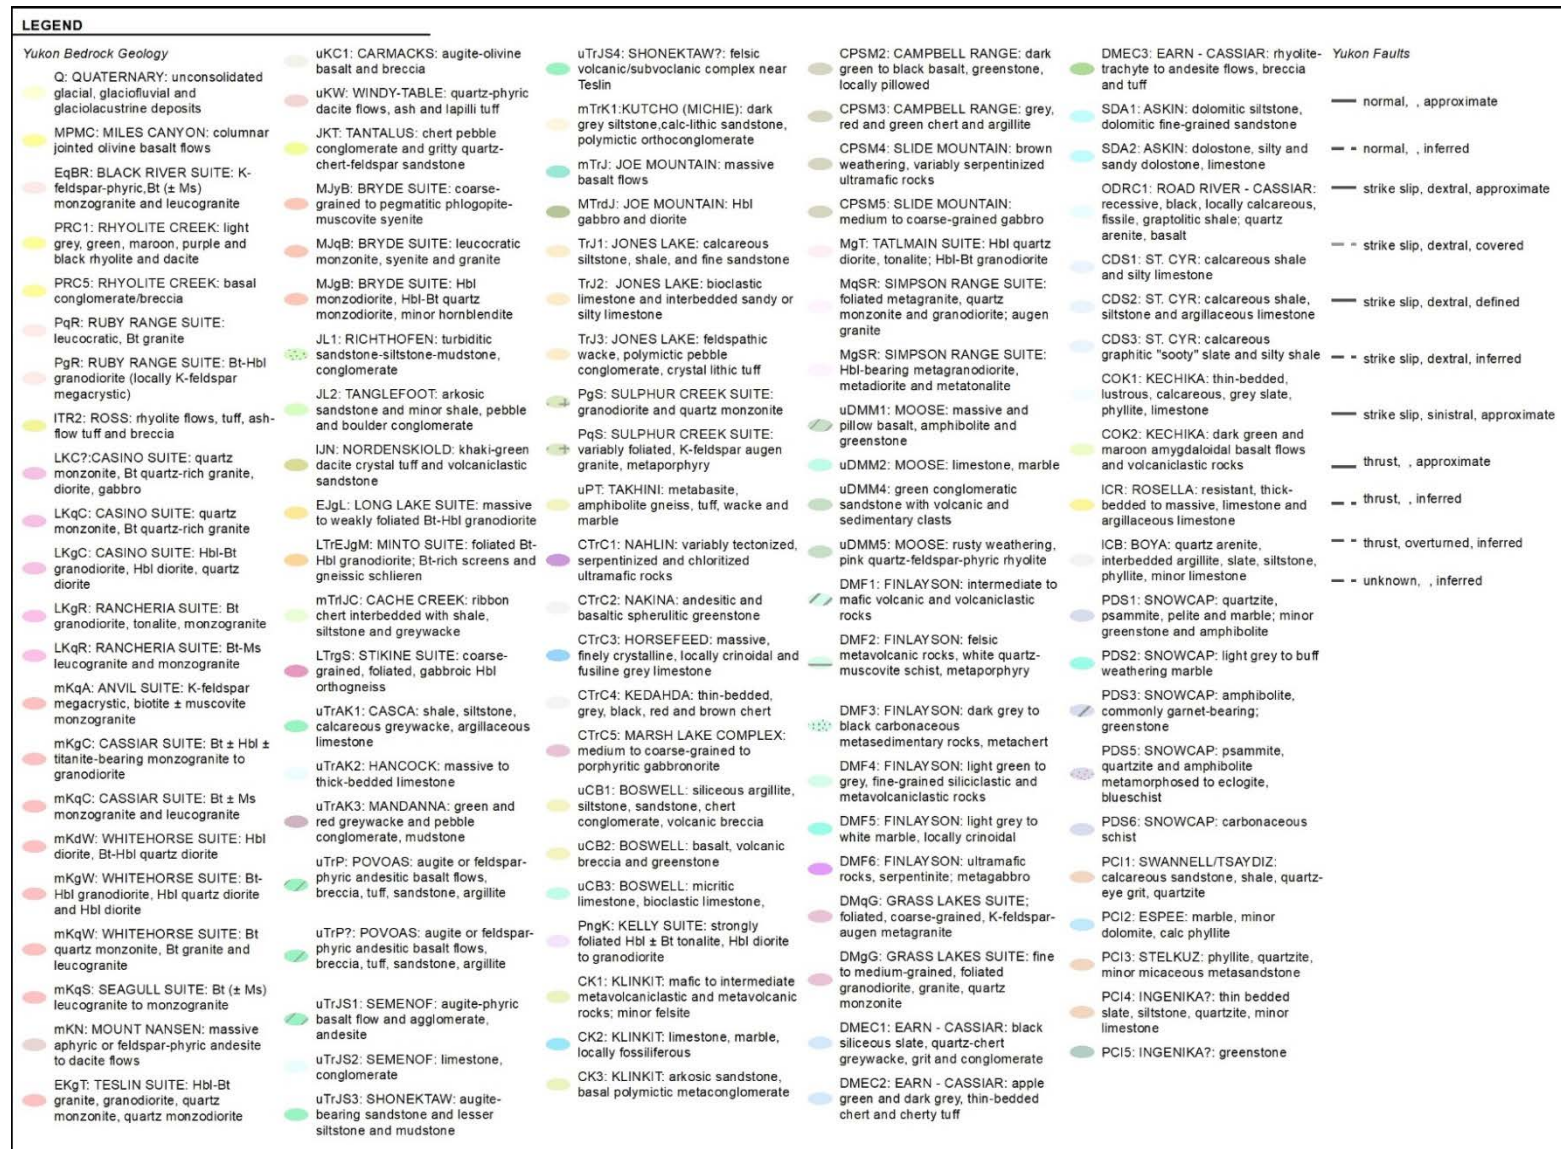 LEGEND
Yukon Bedrock Geology
Q: QUATERNARY: unconsolidated
glacial, glaciofluvial and
glaciolacustrine deposits
MPMC: MILES CANYON: columnar
jointed olivine basalt flows
EqBR: BLACK RIVER SUITE: K-
feldspar-phyric,Bt (± Ms)
monzogranite and leucogranite
PRC1: RHYOLITE CREEK: light
grey, green, maroon, purple and
black rhyolite and dacite
PRC5: RHYOLITE CREEK: basal
conglomerate/breccia
PqR: RUBY RANGE SUITE:
leucocratic, Bt granite
PgR: RUBY RANGE SUITE: Bt-Hbl
granodiorite (locally K-feldspar
megacrystic)
ITR2: ROSS: rhyolite flows, tuff, ash-
flow tuff and breccia
LKC?:CASINO SUITE: quartz
monzonite, Bt quartz-rich granite,
diorite, gabbro
LKqC: CASINO SUITE: quartz
monzonite, Bt quartz-rich granite
LKgC: CASINO SUITE: Hbl-Bt
granodiorite, Hbl diorite, quartz
diorite
LKgR: RANCHERIA SUITE: Bt
granodiorite, tonalite, monzogranite
LKqR: RANCHERIA SUITE: Bt-Ms
leucogranite and monzogranite
mKqA: ANVIL SUITE: K-feldspar
megacrystic, biotite ± muscovite
monzogranite
mKgC: CASSIAR SUITE: Bt ± Hbl ±
titanite-bearing monzogranite to
granodiorite
mKqC: CASSIAR SUITE: Bt ± Ms
monzogranite and leucogranite
mKdW: WHITEHORSE SUITE: Hbl
diorite, Bt-Hbl quartz diorite
mKgW: WHITEHORSE SUITE: Bt-
Hbl granodiorite, Hbl quartz diorite
and Hbl diorite
mKqW: WHITEHORSE SUITE: Bt
quartz monzonite, Bt granite and
leucogranite
mKqS: SEAGULL SUITE: Bt (± Ms)
leucogranite to monzogranite
mKN: MOUNT NANSEN: massive
aphyric or feldspar-phyric andesite
to dacite flows
EKgT: TESLIN SUITE: Hbl-Bt
granite, granodiorite, quartz
monzonite, quartz monzodiorite
uKC1: CARMACKS: augite-olivine
basalt and breccia
uKW: WINDY-TABLE: quartz-phyric
dacite flows, ash and lapilli tuff
JKT: TANTALUS: chert pebble
conglomerate and gritty quartz-
chert-feldspar sandstone
MJyB: BRYDE SUITE: coarse-
grained to pegmatitic phlogopite-
muscovite syenite
MJqB: BRYDE SUITE: leucocratic
monzonite, syenite and granite
MJgB: BRYDE SUITE: Hbl
monzodiorite, Hbl-Bt quartz
monzodiorite, minor hornblendite
JL1: RICHTHOFEN: turbiditic
sandstone-siltstone-mudstone,
conglomerate
JL2: TANGLEFOOT: arkosic
sandstone and minor shale, pebble
and boulder conglomerate
IJN: NORDENSKIOLD: khaki-green
dacite crystal tuff and volcaniclastic
sandstone
EJgL: LONG LAKE SUITE: massive
to weakly foliated Bt-Hbl granodiorite
LTrEJgM: MINTO SUITE: foliated Bt-
Hbl granodiorite; Bt-rich screens and
gneissic schlieren
mTrIJC: CACHE CREEK: ribbon
chert interbedded with shale,
siltstone and greywacke
LTrgS: STIKINE SUITE: coarse-
grained, foliated, gabbroic Hbl
orthogneiss
uTrAK1: CASCA: shale, siltstone,
calcareous greywacke, argillaceous
limestone
uTrAK2: HANCOCK: massive to
thick-bedded limestone
uTrAK3: MANDANNA: green and
red greywacke and pebble
conglomerate, mudstone
uTrP: POVOAS: augite or feldspar-
phyric andesitic basalt flows,
breccia, tuff, sandstone, argillite
uTrP?: POVOAS: augite or feldspar-
phyric andesitic basalt flows,
breccia, tuff, sandstone, argillite
uTrJS1: SEMENOF: augite-phyric
basalt flow and agglomerate,
andesite
uTrJS2: SEMENOF: limestone,
conglomerate
uTrJS3: SHONEKTAW: augite-
bearing sandstone and lesser
siltstone and mudstone
uTrJS4: SHONEKTAW?: felsic
volcanic/subvoclanic complex near
Teslin
mTrK1:KUTCHO (MICHIE): dark
grey siltstone,calc-lithic sandstone,
polymictic orthoconglomerate
mTrJ: JOE MOUNTAIN: massive
basalt flows
MTrdJ: JOE MOUNTAIN: Hbl
gabbro and diorite
TrJ1: JONES LAKE: calcareous
siltstone, shale, and fine sandstone
TrJ2: JONES LAKE: bioclastic
limestone and interbedded sandy or
silty limestone
TrJ3: JONES LAKE: feldspathic
wacke, polymictic pebble
conglomerate, crystal lithic tuff
PgS: SULPHUR CREEK SUITE:
granodiorite and quartz monzonite
PqS: SULPHUR CREEK SUITE:
variably foliated, K-feldspar augen
granite, metaporphyry
uPT: TAKHINI: metabasite,
amphibolite gneiss, tuff, wacke and
marble
CTrC1: NAHLIN: variably tectonized,
serpentinized and chloritized
ultramafic rocks
CTrC2: NAKINA: andesitic and
basaltic spherulitic greenstone
CTrC3: HORSEFEED: massive,
finely crystalline, locally crinoidal and
fusiline grey limestone
CTrC4: KEDAHDA: thin-bedded,
grey, black, red and brown chert
CTrC5: MARSH LAKE COMPLEX:
medium to coarse-grained to
porphyritic gabbronorite
uCB1: BOSWELL: siliceous argillite,
siltstone, sandstone, chert
conglomerate, volcanic breccia
uCB2: BOSWELL: basalt, volcanic
breccia and greenstone
uCB3: BOSWELL: micritic
limestone, bioclastic limestone,
PngK: KELLY SUITE: strongly
foliated Hbl ± Bt tonalite, Hbl diorite
to granodiorite
CK1: KLINKIT: mafic to intermediate
metavolcaniclastic and metavolcanic
rocks; minor felsite
CK2: KLINKIT: limestone, marble,
locally fossiliferous
CK3: KLINKIT: arkosic sandstone,
basal polymictic metaconglomerate
CPSM2: CAMPBELL RANGE: dark
green to black basalt, greenstone,
locally pillowed
CPSM3: CAMPBELL RANGE: grey,
red and green chert and argillite
CPSM4: SLIDE MOUNTAIN: brown
weathering, variably serpentinized
ultramafic rocks
CPSM5: SLIDE MOUNTAIN:
medium to coarse-grained gabbro
MgT: TATLMAIN SUITE: Hbl quartz
diorite, tonalite; Hbl-Bt granodiorite
MqSR: SIMPSON RANGE SUITE:
foliated metagranite, quartz
monzonite and granodiorite; augen
granite
MgSR: SIMPSON RANGE SUITE:
Hbl-bearing metagranodiorite,
metadiorite and metatonalite
uDMM1: MOOSE: massive and
pillow basalt, amphibolite and
greenstone
uDMM2: MOOSE: limestone, marble
uDMM4: green conglomeratic
sandstone with volcanic and
sedimentary clasts
uDMM5: MOOSE: rusty weathering,
pink quartz-feldspar-phyric rhyolite
DMF1: FINLAYSON: intermediate to
mafic volcanic and volcaniclastic
rocks
DMF2: FINLAYSON: felsic
metavolcanic rocks, white quartz-
muscovite schist, metaporphyry
DMF3: FINLAYSON: dark grey to
black carbonaceous
metasedimentary rocks, metachert
DMF4: FINLAYSON: light green to
grey, fine-grained siliciclastic and
metavolcaniclastic rocks
DMF5: FINLAYSON: light grey to
white marble, locally crinoidal
DMF6: FINLAYSON: ultramafic
rocks, serpentinite; metagabbro
DMqG: GRASS LAKES SUITE;
foliated, coarse-grained, K-feldspar-
augen metagranite
DMgG: GRASS LAKES SUITE: fine
to medium-grained, foliated
granodiorite, granite, quartz
monzonite
DMEC1: EARN - CASSIAR: black
siliceous slate, quartz-chert
greywacke, grit and conglomerate
DMEC2: EARN - CASSIAR: apple
green and dark grey, thin-bedded
chert and cherty tuff
DMEC3: EARN - CASSIAR: rhyolite-
trachyte to andesite flows, breccia
and tuff
SDA1: ASKIN: dolomitic siltstone,
dolomitic fine-grained sandstone
SDA2: ASKIN: dolostone, silty and
sandy dolostone, limestone
ODRC1: ROAD RIVER - CASSIAR:
recessive, black, locally calcareous,
fissile, graptolitic shale; quartz
arenite, basalt
CDS1: ST. CYR: calcareous shale
and silty limestone
CDS2: ST. CYR: calcareous shale,
siltstone and argillaceous limestone
CDS3: ST. CYR: calcareous
graphitic "sooty" slate and silty shale
COK1: KECHIKA: thin-bedded,
lustrous, calcareous, grey slate,
phyllite, limestone
COK2: KECHIKA: dark green and
maroon amygdaloidal basalt flows
and volcaniclastic rocks
ICR: ROSELLA: resistant, thick-
bedded to massive, limestone and
argillaceous limestone
ICB: BOYA: quartz arenite,
interbedded argillite, slate, siltstone,
phyllite, minor limestone
PDS1: SNOWCAP: quartzite,
psammite, pelite and marble; minor
greenstone and amphibolite
PDS2: SNOWCAP: light grey to buff
weathering marble
PDS3: SNOWCAP: amphibolite,
commonly garnet-bearing;
greenstone
PDS5: SNOWCAP: psammite,
quartzite and amphibolite
metamorphosed to eclogite,
blueschist
PDS6: SNOWCAP: carbonaceous
schist
PCI1: SWANNELL/TSAYDIZ:
calcareous sandstone, shale, quartz-
eye grit, quartzite
PCI2: ESPEE: marble, minor
dolomite, calc phyllite
PCI3: STELKUZ: phyllite, quartzite,
minor micaceous metasandstone
PCI4: INGENIKA?: thin bedded
slate, siltstone, quartzite, minor
limestone
PCI5: INGENIKA?: greenstone
Yukon Faults
normal, , approximate
normal, , inferred
strike slip, dextral, approximate
strike slip, dextral, covered
strike slip, dextral, defined
strike slip, dextral, inferred
strike slip, sinistral, approximate
thrust, , approximate
thrust, , inferred
thrust, overturned, inferred
unknown, , inferred